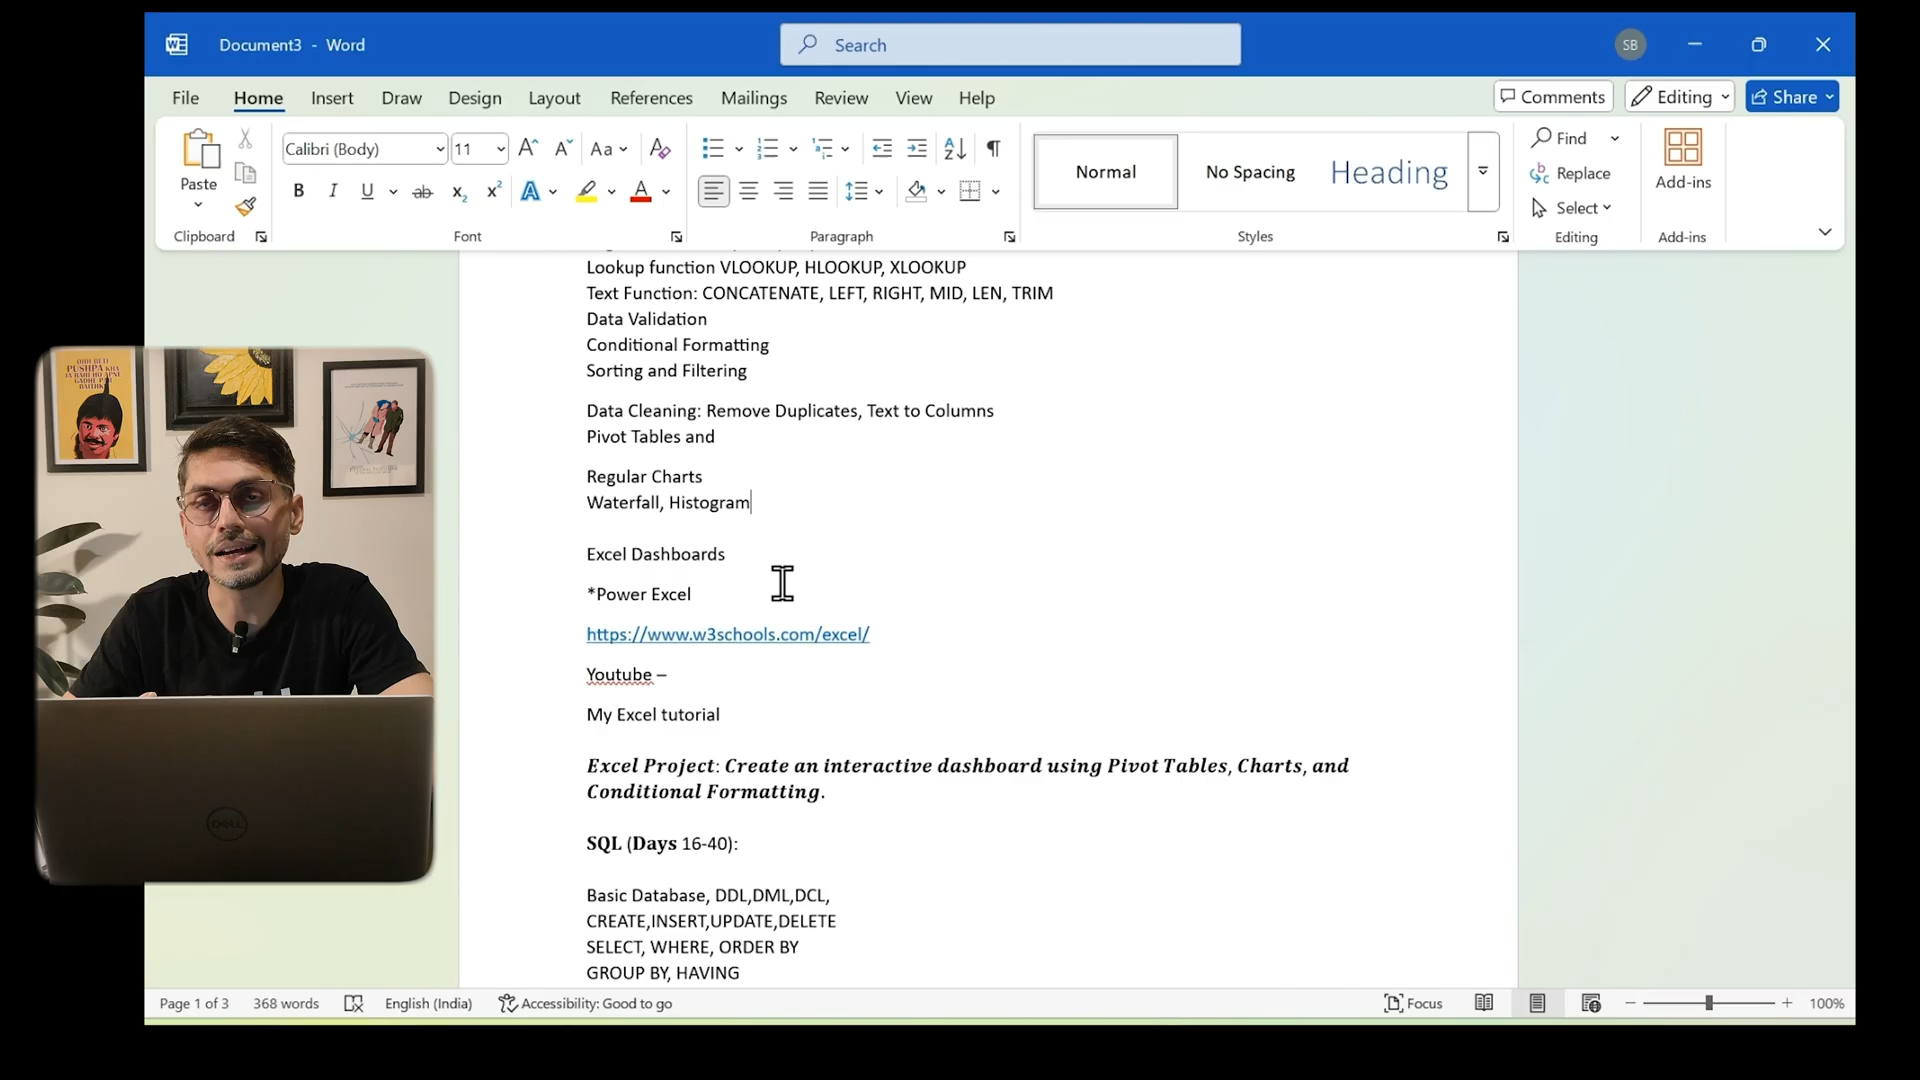 Document3 - Word
Search
SB
File Home Insert Draw Design Layout References Mailings Review View Help
Comments Editing Share
Paste
Clipboard
Calibri (Body) 11
Font
Paragraph
Normal
No Spacing
Heading
Styles
Find
Replace
Select
Editing
Add-ins
Add-ins
Lookup function VLOOKUP, HLOOKUP, XLOOKUP
Text Function: CONCATENATE, LEFT, RIGHT, MID, LEN, TRIM
Data Validation
Conditional Formatting
Sorting and Filtering
Data Cleaning: Remove Duplicates, Text to Columns
Pivot Tables and
Regular Charts
Waterfall, Histogram
Excel Dashboards
*Power Excel
https://www.w3schools.com/excel/
Youtube –
My Excel tutorial
Excel Project: Create an interactive dashboard using Pivot Tables, Charts, and
Conditional Formatting.
SQL (Days 16-40):
Basic Database, DDL,DML,DCL,
CREATE,INSERT,UPDATE,DELETE
SELECT, WHERE, ORDER BY
GROUP BY, HAVING
PUSHPA KHA
DELL
Page 1 of 3 368 words English (India) Accessibility: Good to go
Focus 100%